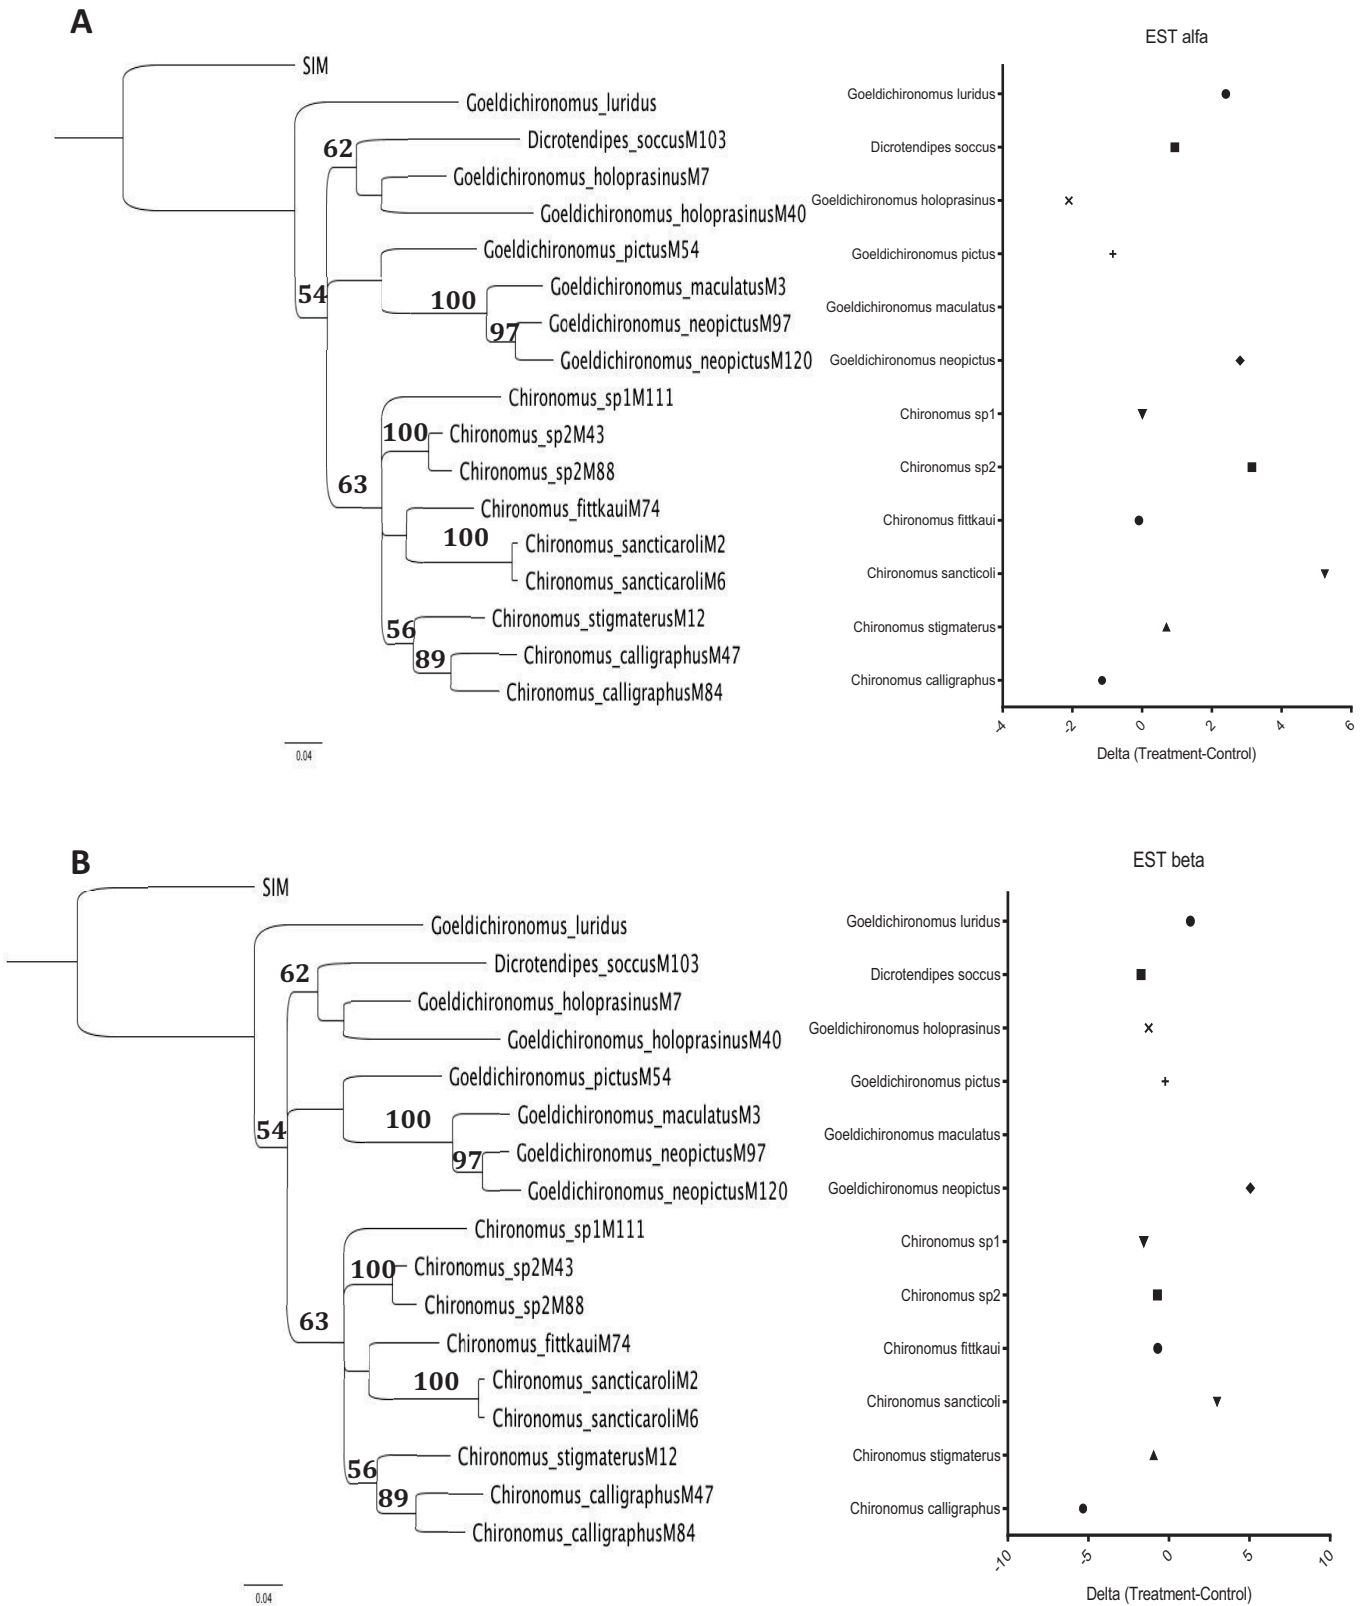 A
SIM
Goeldichironomus_luridus
62
Dicrotendipes_soccusM103
Goeldichironomus_holoprasinusM7
Goeldichironomus_holoprasinusM40
Goeldichironomus_pictusM54
54
100
Goeldichironomus_maculatusM3
97
Goeldichironomus_neopictusM97
Goeldichironomus_neopictusM120
Chironomus_sp1M111
100
Chironomus_sp2M43
Chironomus_sp2M88
63
Chironomus_fittkauiM74
100
Chironomus_sancticaroliM2
Chironomus_sancticaroliM6
Chironomus_stigmaterusM12
56
Chironomus_calligraphusM47
89
Chironomus_calligraphusM84
0.04
EST alfa
Goeldichironomus luridus
Dicrotendipes soccus
Goeldichironomus holoprasinus
Goeldichironomus pictus
Goeldichironomus maculatus
Goeldichironomus neopictus
Chironomus sp1
Chironomus sp2
Chironomus fittkaui
Chironomus sancticoli
Chironomus stigmaterus
Chironomus calligraphus
-4 -2 0 2 4 6
Delta (Treatment-Control)
B
SIM
Goeldichironomus_luridus
62
Dicrotendipes_soccusM103
Goeldichironomus_holoprasinusM7
Goeldichironomus_holoprasinusM40
Goeldichironomus_pictusM54
54
100
Goeldichironomus_maculatusM3
97
Goeldichironomus_neopictusM97
Goeldichironomus_neopictusM120
Chironomus_sp1M111
100
Chironomus_sp2M43
Chironomus_sp2M88
63
Chironomus_fittkauiM74
100
Chironomus_sancticaroliM2
Chironomus_sancticaroliM6
Chironomus_stigmaterusM12
56
Chironomus_calligraphusM47
89
Chironomus_calligraphusM84
0.04
EST beta
Goeldichironomus luridus
Dicrotendipes soccus
Goeldichironomus holoprasinus
Goeldichironomus pictus
Goeldichironomus maculatus
Goeldichironomus neopictus
Chironomus sp1
Chironomus sp2
Chironomus fittkaui
Chironomus sancticoli
Chironomus stigmaterus
Chironomus calligraphus
-10 -5 0 5 10
Delta (Treatment-Control)